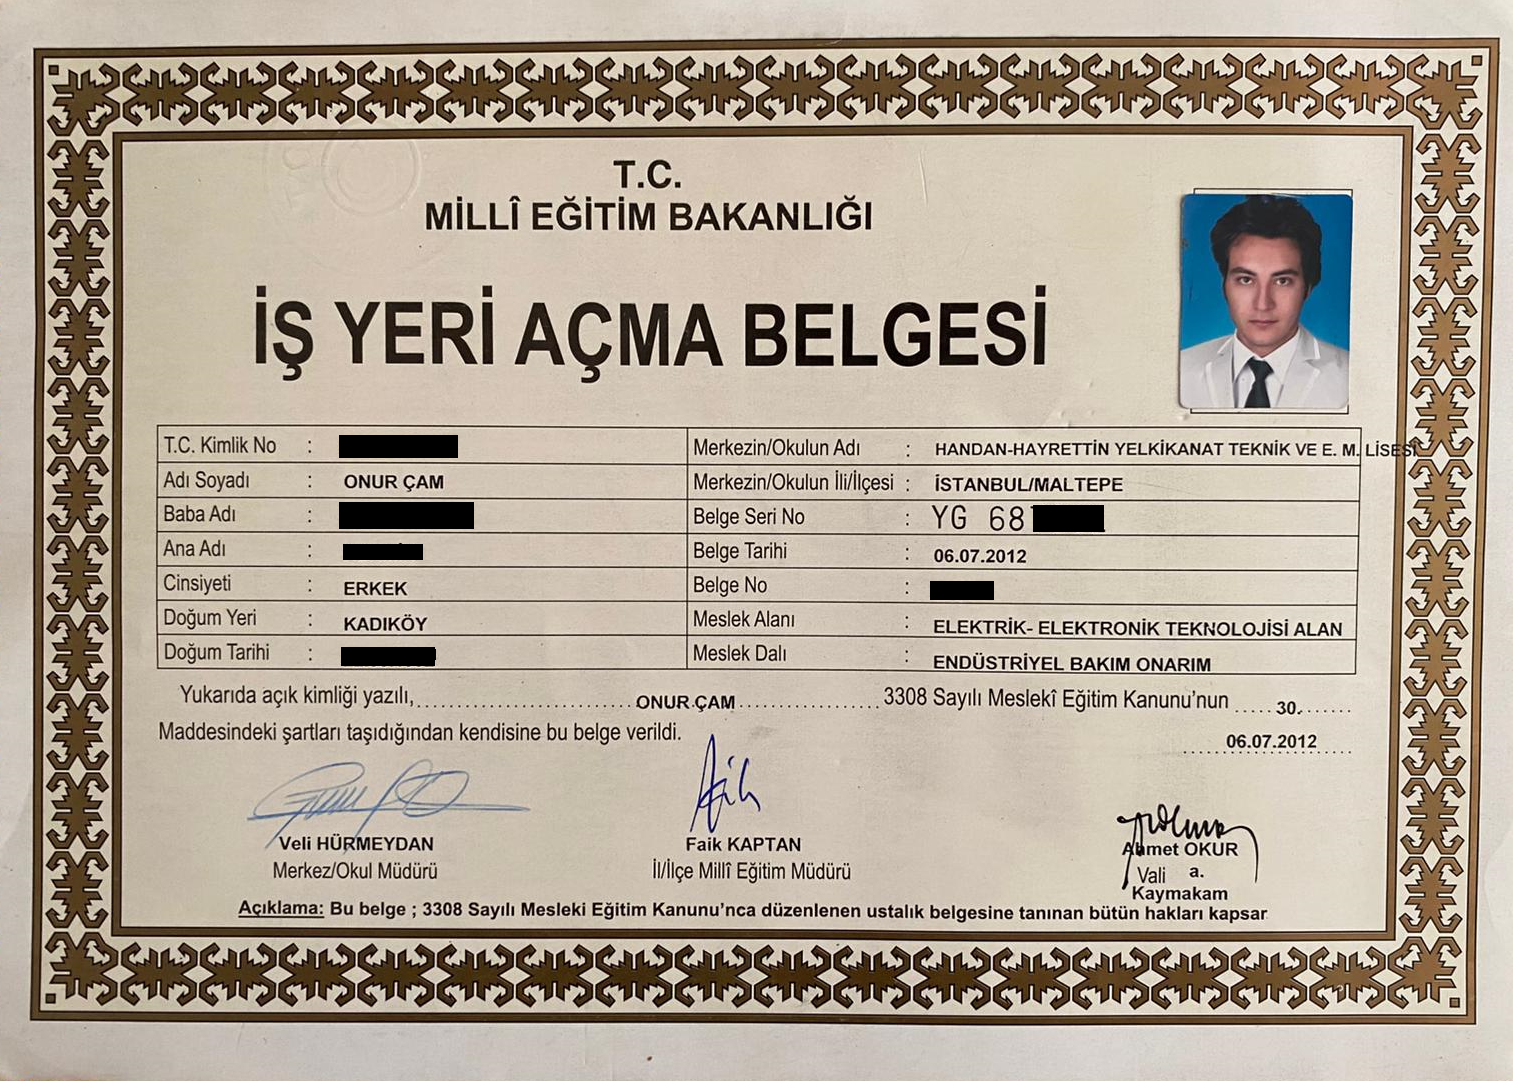 T.C.
MİLLÎ EĞİTİM BAKANLIĞI
İŞ YERİ AÇMA BELGESİ
T.C. Kimlik No :
Adı Soyadı : ONUR ÇAM
Baba Adı :
Ana Adı :
Cinsiyeti : ERKEK
Doğum Yeri : KADIKÖY
Doğum Tarihi :
Merkezin/Okulun Adı : HANDAN-HAYRETTİN YELKİKANAT TEKNİK VE E. M. LİSESİ
Merkezin/Okulun İli/İlçesi : İSTANBUL/MALTEPE
Belge Seri No : YG 68
Belge Tarihi : 06.07.2012
Belge No :
Meslek Alanı : ELEKTRİK- ELEKTRONİK TEKNOLOJİSİ ALAN
Meslek Dalı : ENDÜSTRİYEL BAKIM ONARIM
Yukarıda açık kimliği yazılı, ONUR ÇAM 3308 Sayılı Meslekî Eğitim Kanunu'nun 30.
Maddesindeki şartları taşıdığından kendisine bu belge verildi.
06.07.2012
Veli HÜRMEYDAN
Merkez/Okul Müdürü
Faik KAPTAN
İl/İlçe Millî Eğitim Müdürü
Ahmet OKUR
Vali a.
Kaymakam
Açıklama: Bu belge ; 3308 Sayılı Mesleki Eğitim Kanunu'nca düzenlenen ustalık belgesine tanınan bütün hakları kapsar